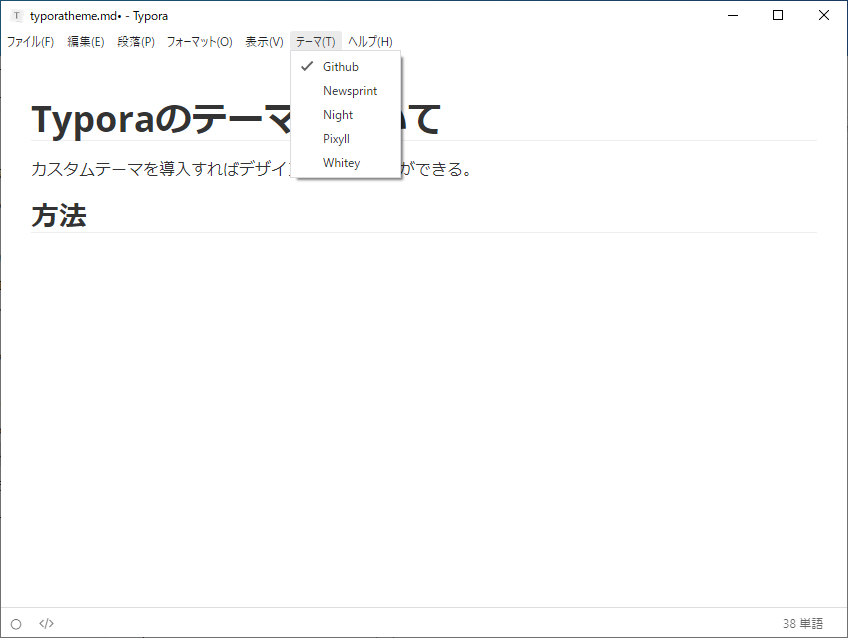 T typoratheme.md• - Typora
ファイル(F) 編集(E) 段落(P) フォーマット(O) 表示(V) テーマ(T) ヘルプ(H)
Github
Newsprint
Night
Pixyll
Whitey
Typoraのテーマ いて
カスタムテーマを導入すればデザイ ができる。
方法
</> 38 単語